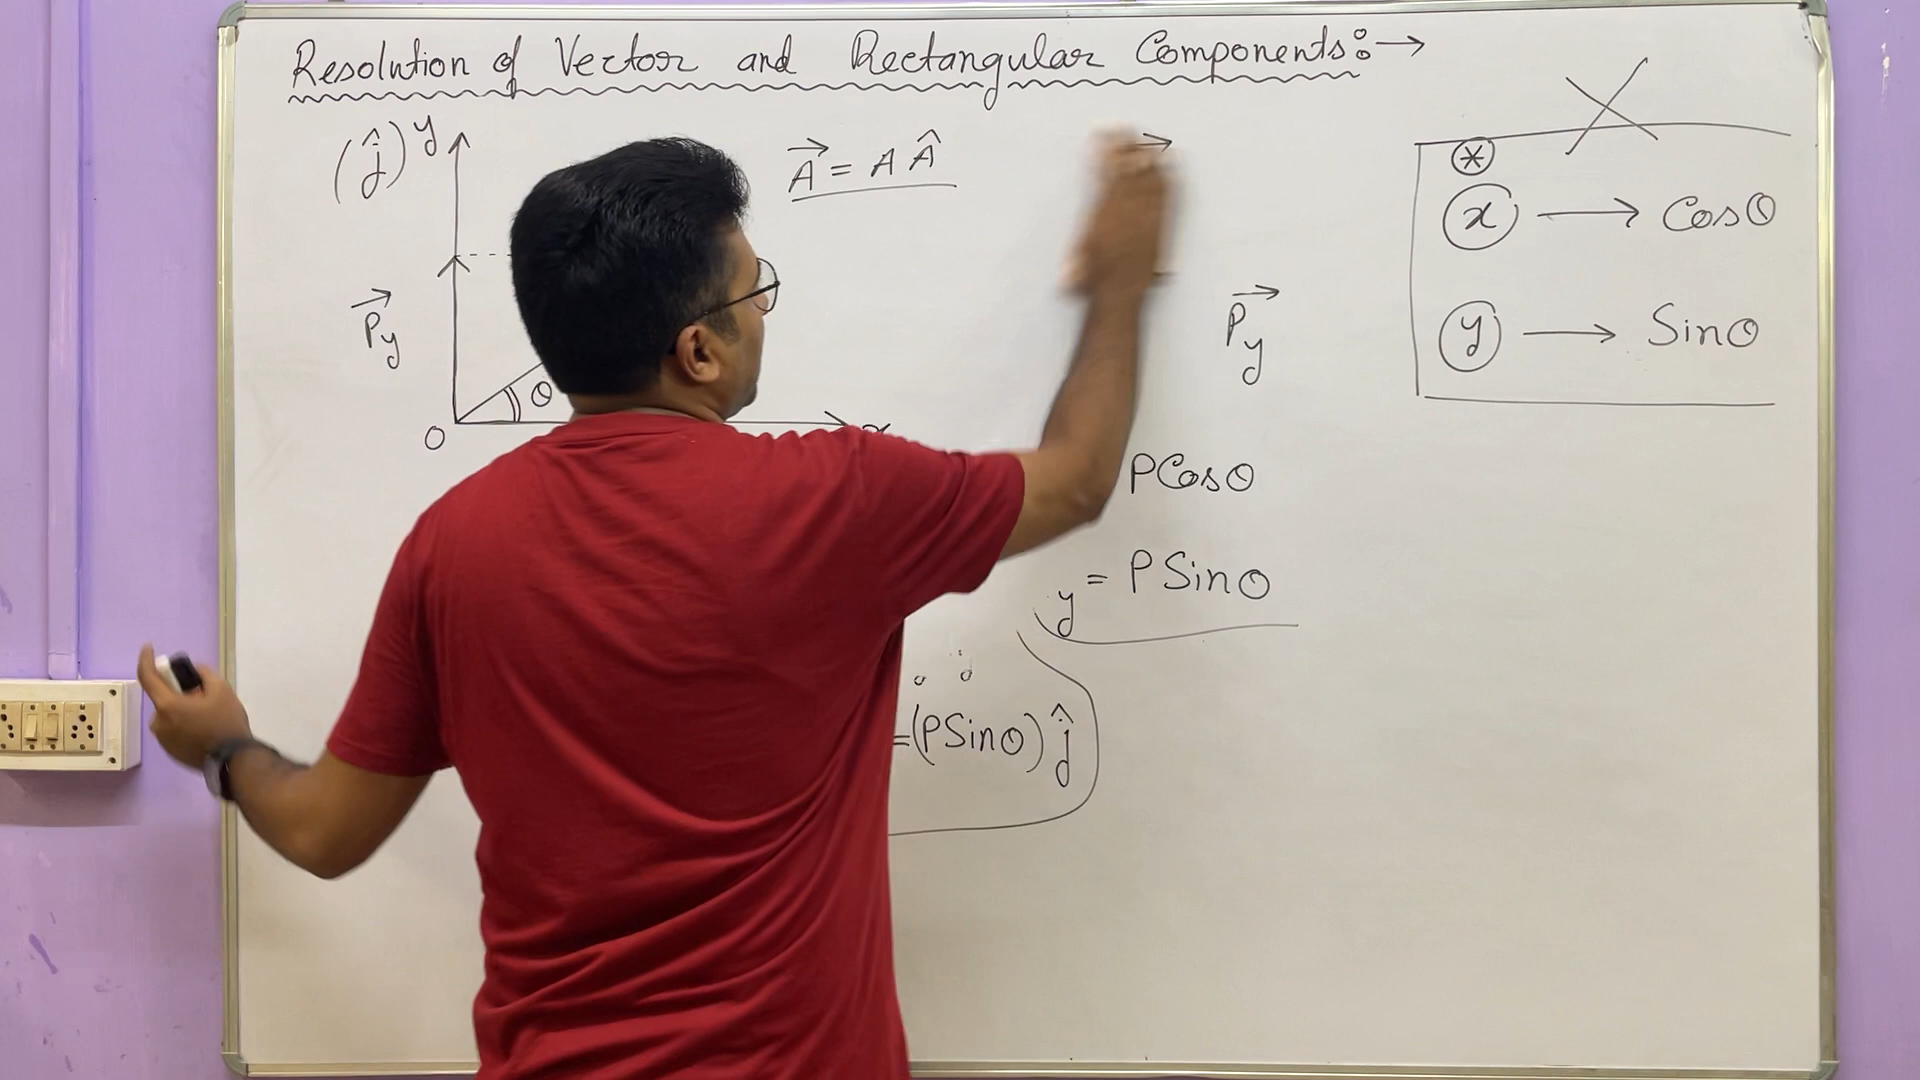 Resolution of Vector and Rectangular Components:→
(ĵ) y
A⃗ = A Â
P⃗y
θ
O
x
P⃗y
PCosθ
y = PSinθ
=(PSinθ) ĵ
*
x → Cosθ
y → Sinθ